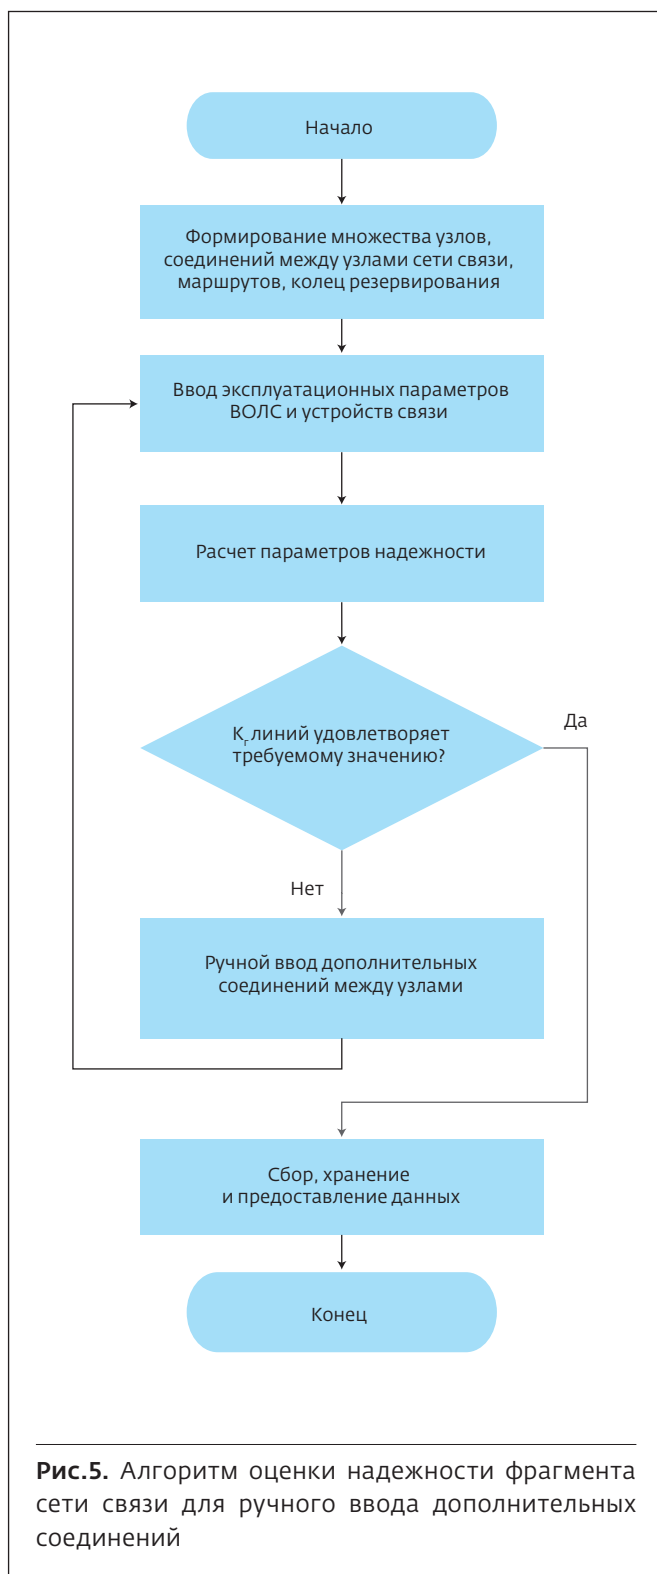 Начало
Формирование множества узлов,
соединений между узлами сети связи,
маршрутов, колец резервирования
Ввод эксплуатационных параметров
ВОЛС и устройств связи
Расчет параметров надежности
Kг линий удовлетворяет
требуемому значению?
Да
Нет
Ручной ввод дополнительных
соединений между узлами
Сбор, хранение
и предоставление данных
Конец
Рис.5. Алгоритм оценки надежности фрагмента
сети связи для ручного ввода дополнительных
соединений